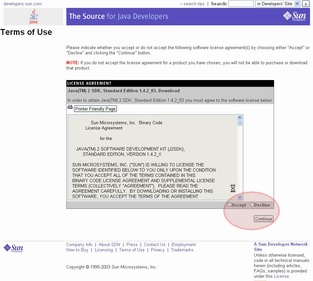 developers.sun.com
» search tips | Search:
in Developers' Site
The Source for Java Developers
Sun
Java
Terms of Use
Please indicate whether you accept or do not accept the following software license agreement(s) by choosing either "Accept" or
"Decline" and clicking the "Continue" button.
NOTE: If you do not accept the license agreement for a product you have chosen, you will not be able to purchase or download
that product.
LICENSE AGREEMENT
Java(TM) 2 SDK, Standard Edition 1.4.2_03, Download
In order to obtain Java(TM) 2 SDK, Standard Edition 1.4.2_03 you must agree to the software license below.
Printer Friendly Page
Sun Microsystems, Inc. Binary Code
License Agreement
for the
JAVA(TM) 2 SOFTWARE DEVELOPMENT KIT (J2SDK),
STANDARD EDITION, VERSION 1.4.2_X
SUN MICROSYSTEMS, INC. ("SUN") IS WILLING TO LICENSE THE
SOFTWARE IDENTIFIED BELOW TO YOU ONLY UPON THE CONDITION
THAT YOU ACCEPT ALL OF THE TERMS CONTAINED IN THIS
BINARY CODE LICENSE AGREEMENT AND SUPPLEMENTAL LICENSE
TERMS (COLLECTIVELY "AGREEMENT"). PLEASE READ THE
AGREEMENT CAREFULLY. BY DOWNLOADING OR INSTALLING THIS
SOFTWARE, YOU ACCEPT THE TERMS OF THE AGREEMENT.
Accept Decline
Continue
Sun
Company Info | About SDN | Press | Contact Us | Employment
How to Buy | Licensing | Terms of Use | Privacy | Trademarks
Copyright © 1995-2003 Sun Microsystems, Inc.
A Sun Developer Network
Site
Unless otherwise licensed,
code in all technical manuals
herein (including articles,
FAQs, samples) is provided
under this License.